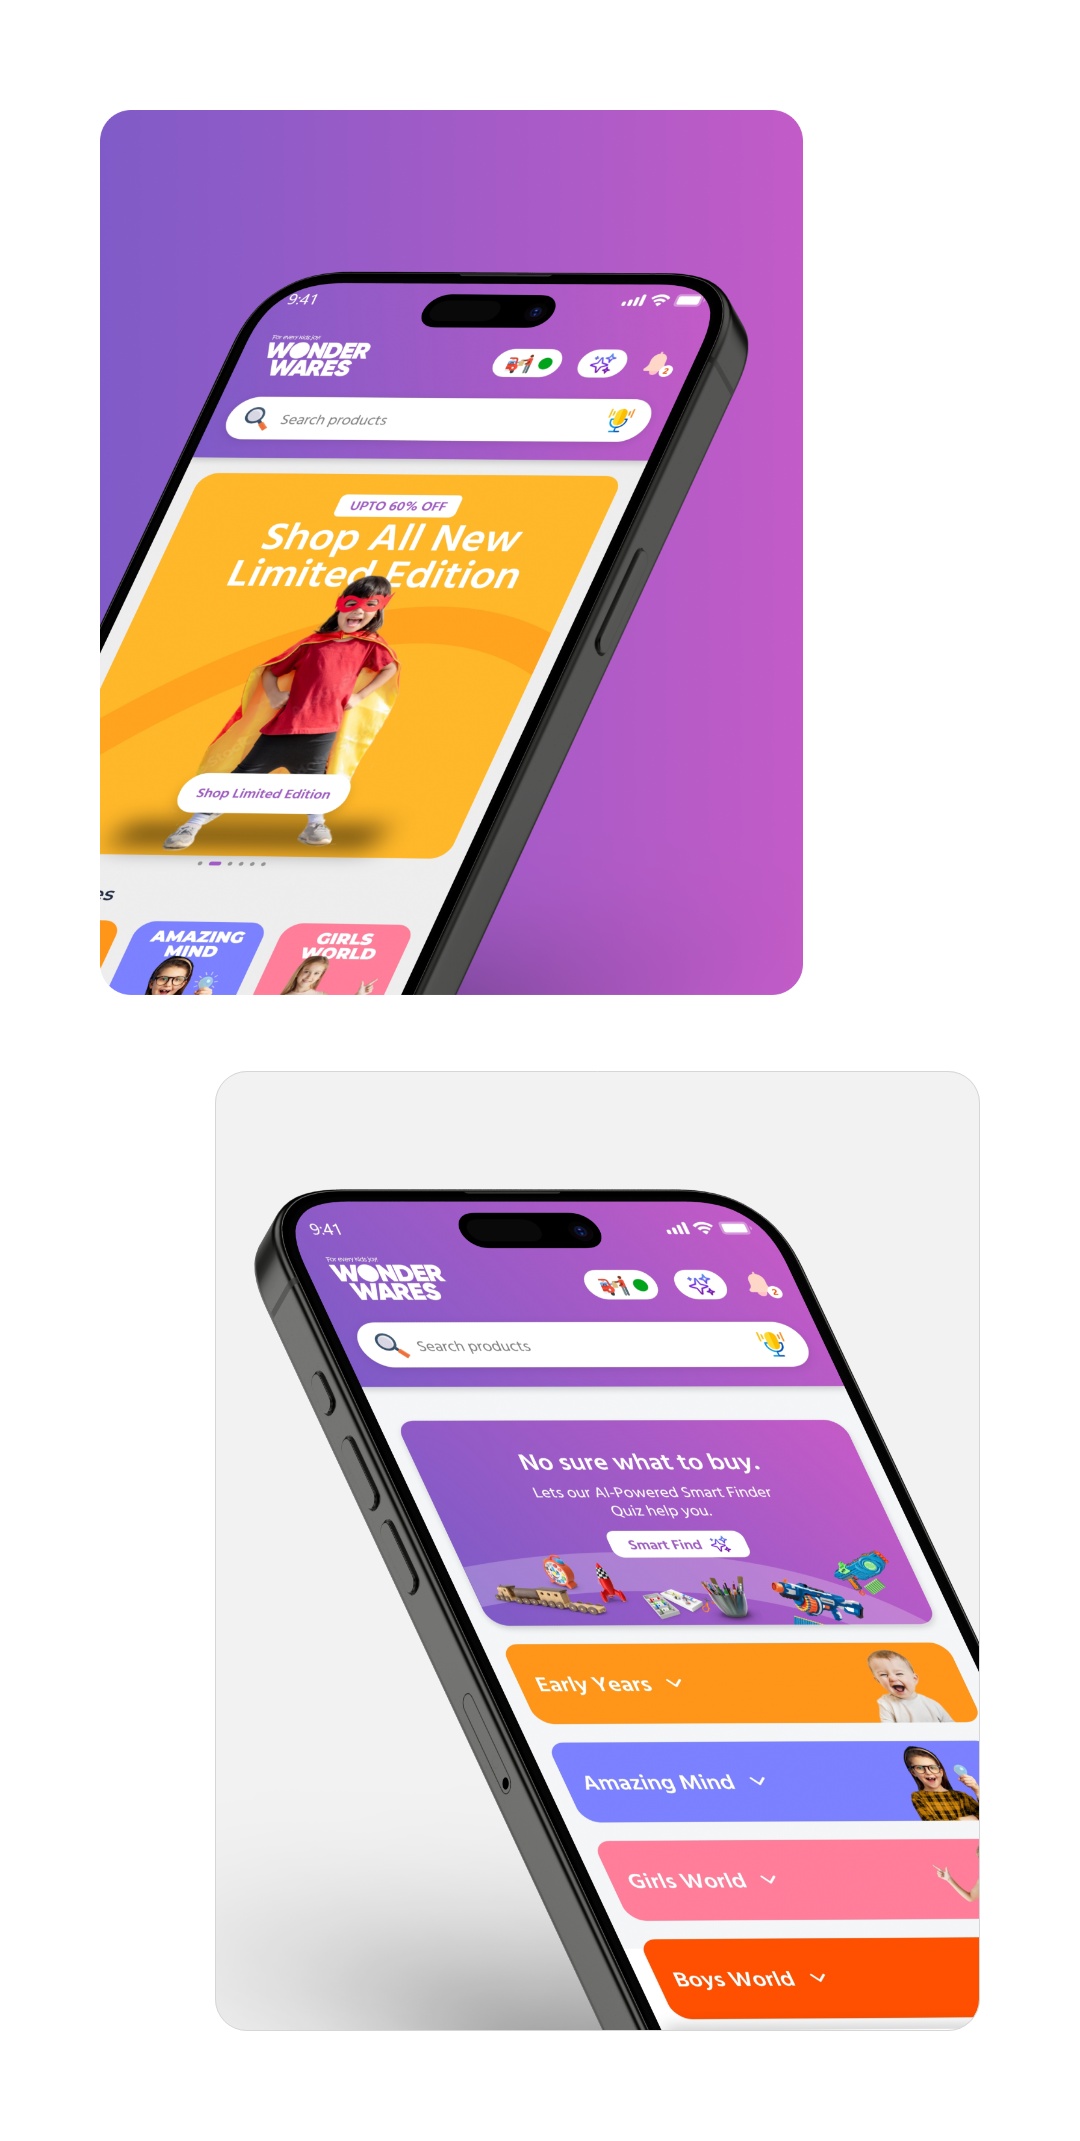 9:41
For every kids joy!
WONDER
WARES
2
Search products
UPTO 60% OFF
Shop All New
Limited Edition
Shop Limited Edition
es
AMAZING
MIND
GIRLS
WORLD
9:41
For every kids joy!
WONDER
WARES
2
Search products
No sure what to buy.
Lets our AI-Powered Smart Finder
Quiz help you.
Smart Find
Early Years
Amazing Mind
Girls World
Boys World